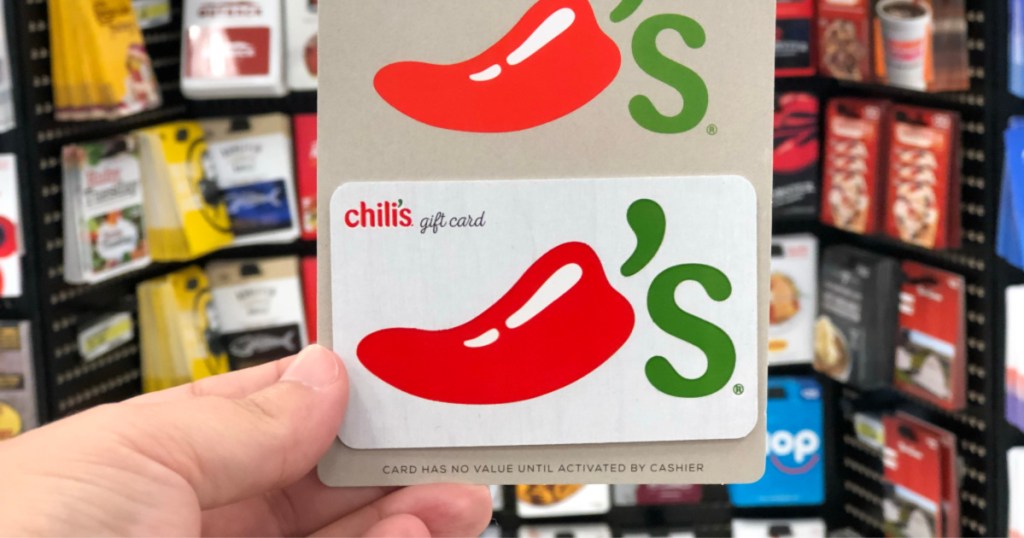 's®
chili's gift card
's®
CARD HAS NO VALUE UNTIL ACTIVATED BY CASHIER